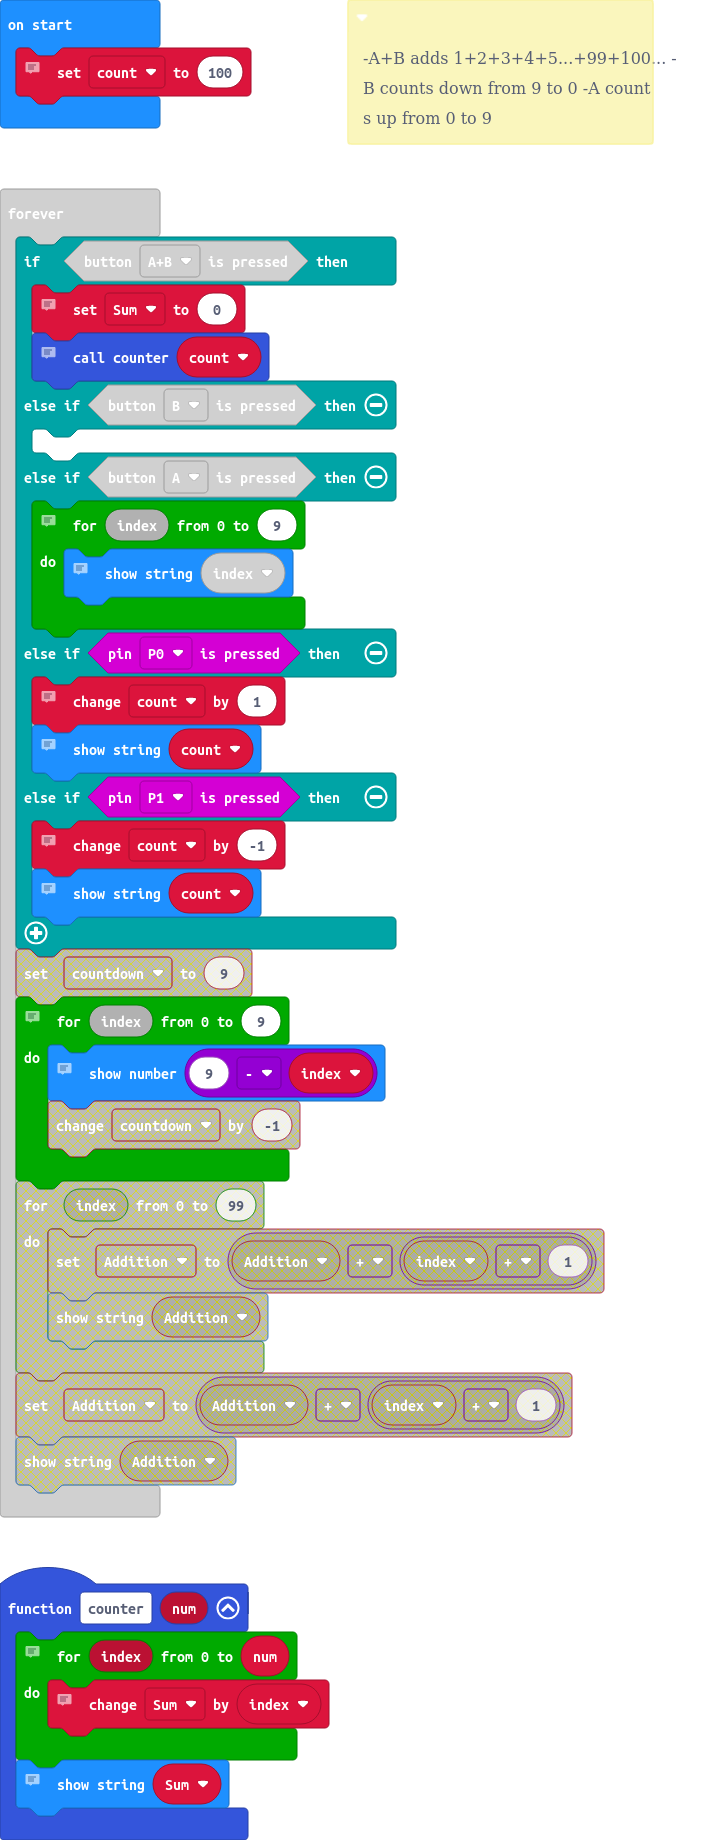 on start
set count to 100
-A+B adds 1+2+3+4+5...+99+100... -
B counts down from 9 to 0 -A count
s up from 0 to 9
forever
if button A+B is pressed then
set Sum to 0
call counter count
else if button B is pressed then
else if button A is pressed then
for index from 0 to 9
do show string index
else if pin P0 is pressed then
change count by 1
show string count
else if pin P1 is pressed then
change count by -1
show string count
set countdown to 9
for index from 0 to 9
do
show number 9 - index
change countdown by -1
for index from 0 to 99
do
set Addition to Addition + index + 1
show string Addition
set Addition to Addition + index + 1
show string Addition
function counter num
for index from 0 to num
do change Sum by index
show string Sum